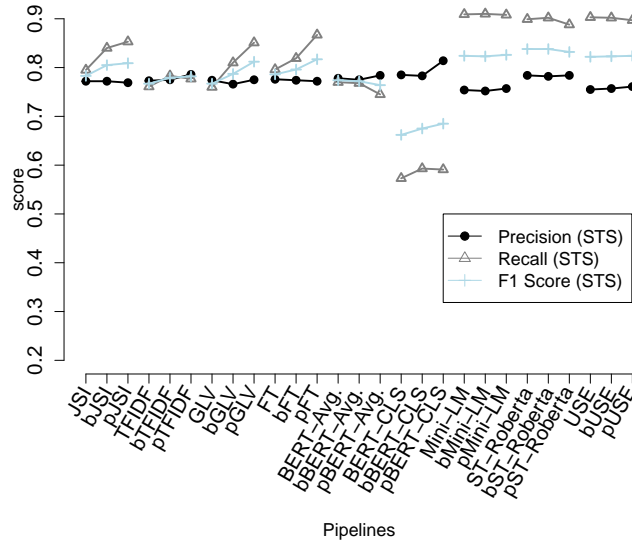 0.9
0.8
0.7
0.6
0.5
0.4
0.3
0.2
score
Precision (STS)
Recall (STS)
F1 Score (STS)
JSI
bJSI
pJSI
TFIDF
bTFIDF
pTFIDF
GLV
bGLV
pGLV
FT
bFT
pFT
BERT−Avg.
bBERT−Avg.
pBERT−Avg.
BERT−CLS
bBERT−CLS
pBERT−CLS
Mini−LM
bMini−LM
pMini−LM
ST−Roberta
bST−Roberta
pST−Roberta
USE
bUSE
pUSE
Pipelines